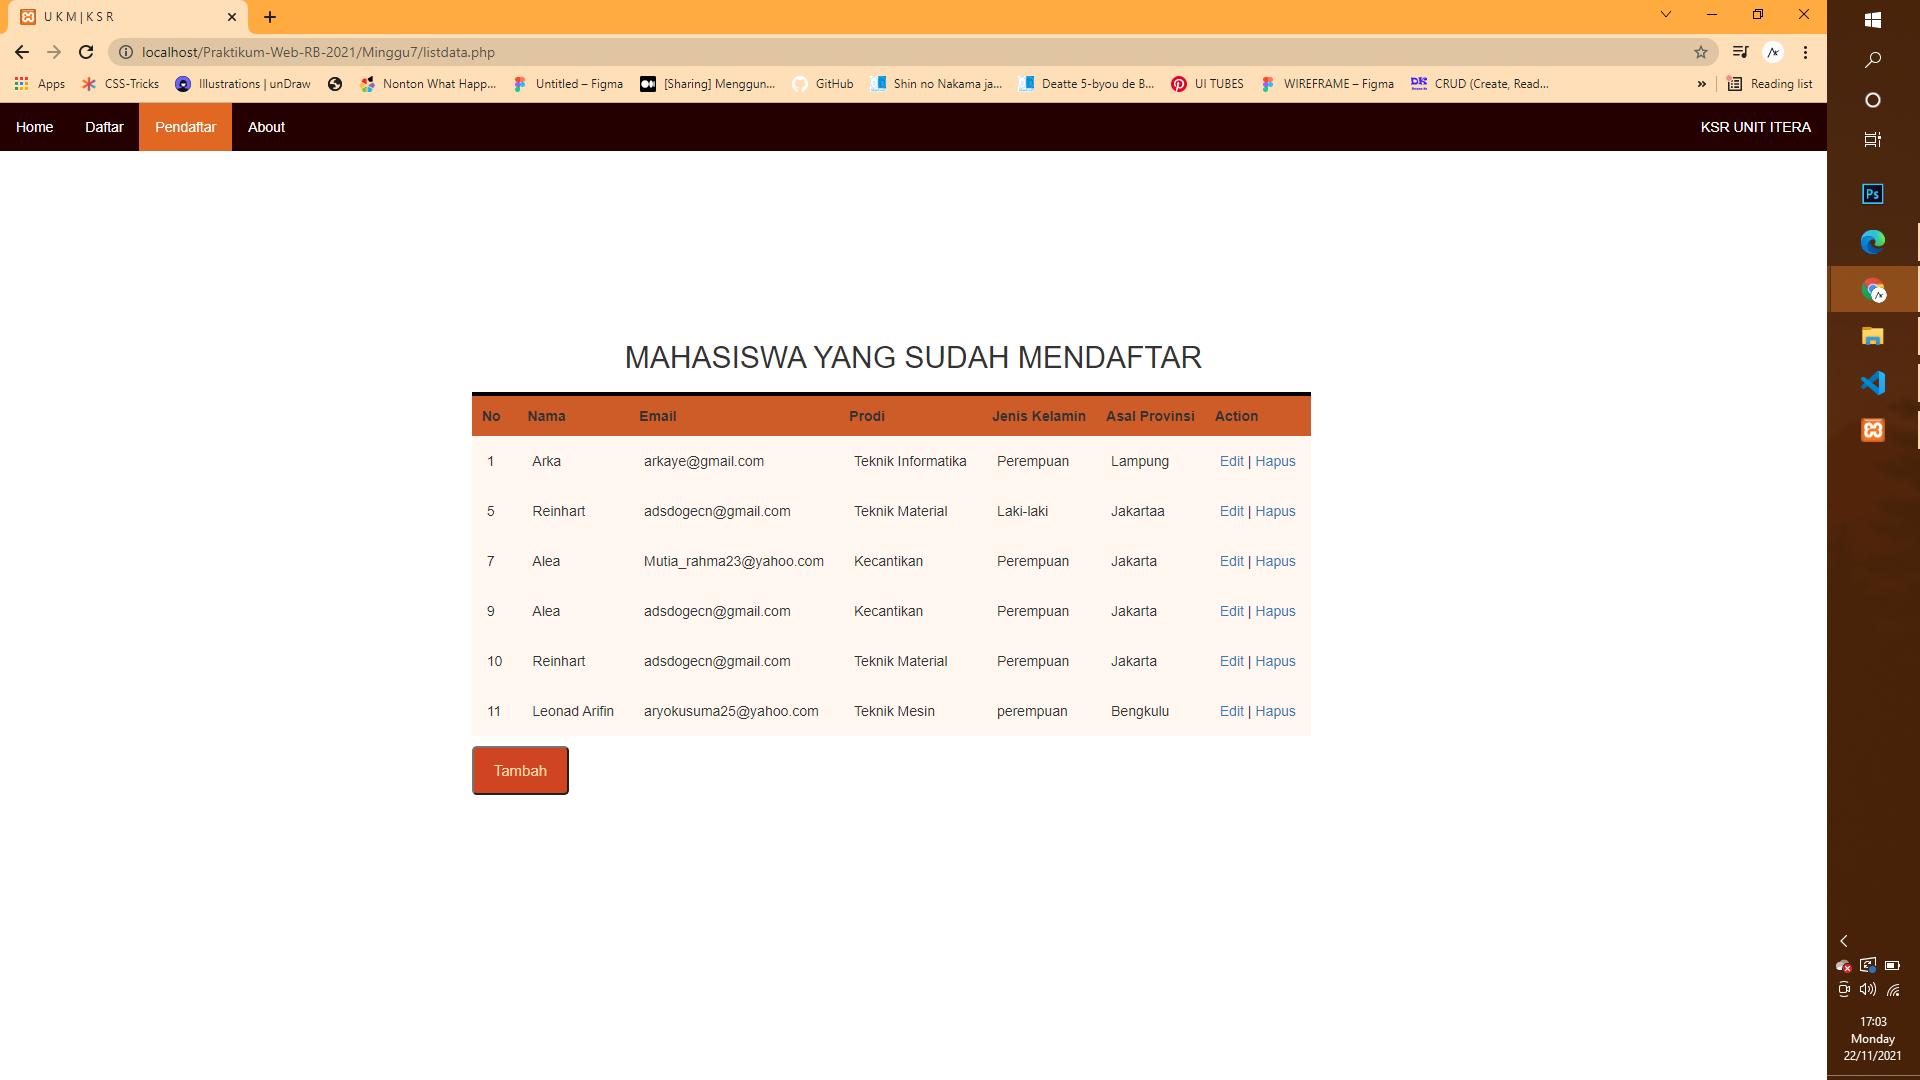 U K M | K S R
localhost/Praktikum-Web-RB-2021/Minggu7/listdata.php
Apps CSS-Tricks Illustrations | unDraw Nonton What Happ... Untitled – Figma [Sharing] Menggun... GitHub Shin no Nakama ja... Deatte 5-byou de B... UI TUBES WIREFRAME – Figma CRUD (Create, Read... » Reading list
Home Daftar Pendaftar About KSR UNIT ITERA
MAHASISWA YANG SUDAH MENDAFTAR
No Nama Email Prodi Jenis Kelamin Asal Provinsi Action
1 Arka arkaye@gmail.com Teknik Informatika Perempuan Lampung Edit | Hapus
5 Reinhart adsdogecn@gmail.com Teknik Material Laki-laki Jakartaa Edit | Hapus
7 Alea Mutia_rahma23@yahoo.com Kecantikan Perempuan Jakarta Edit | Hapus
9 Alea adsdogecn@gmail.com Kecantikan Perempuan Jakarta Edit | Hapus
10 Reinhart adsdogecn@gmail.com Teknik Material Perempuan Jakarta Edit | Hapus
11 Leonad Arifin aryokusuma25@yahoo.com Teknik Mesin perempuan Bengkulu Edit | Hapus
Tambah
Ps
17:03
Monday
22/11/2021